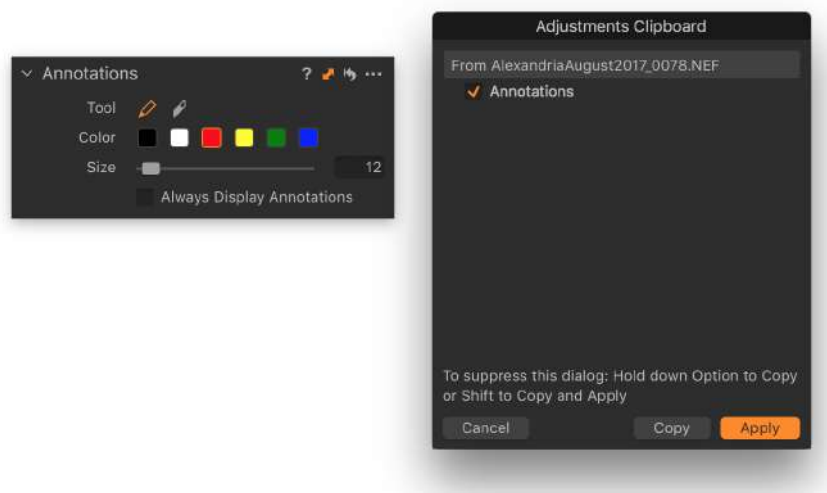 Annotations
? ...
Tool
Color
Size 12
Always Display Annotations
Adjustments Clipboard
From AlexandriaAugust2017_0078.NEF
Annotations
To suppress this dialog: Hold down Option to Copy
or Shift to Copy and Apply
Cancel Copy Apply